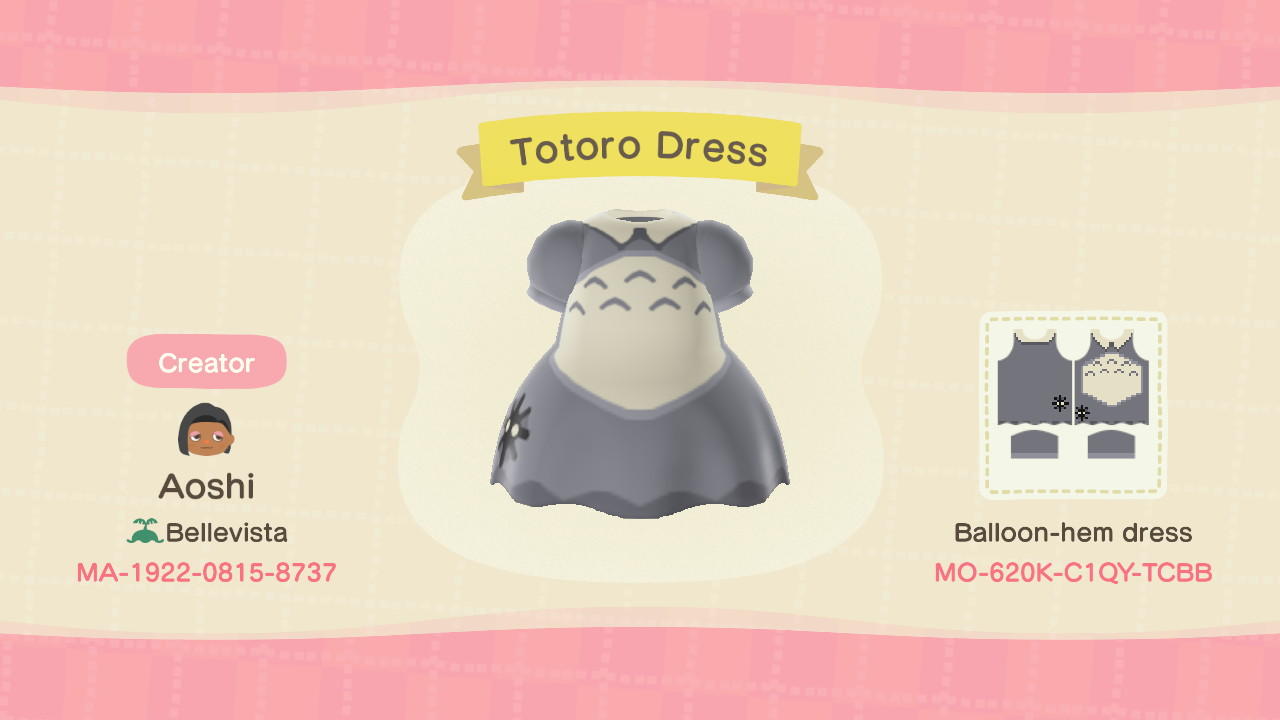 Totoro Dress
Creator
Aoshi
Bellevista
MA-1922-0815-8737
Balloon-hem dress
MO-620K-C1QY-TCBB